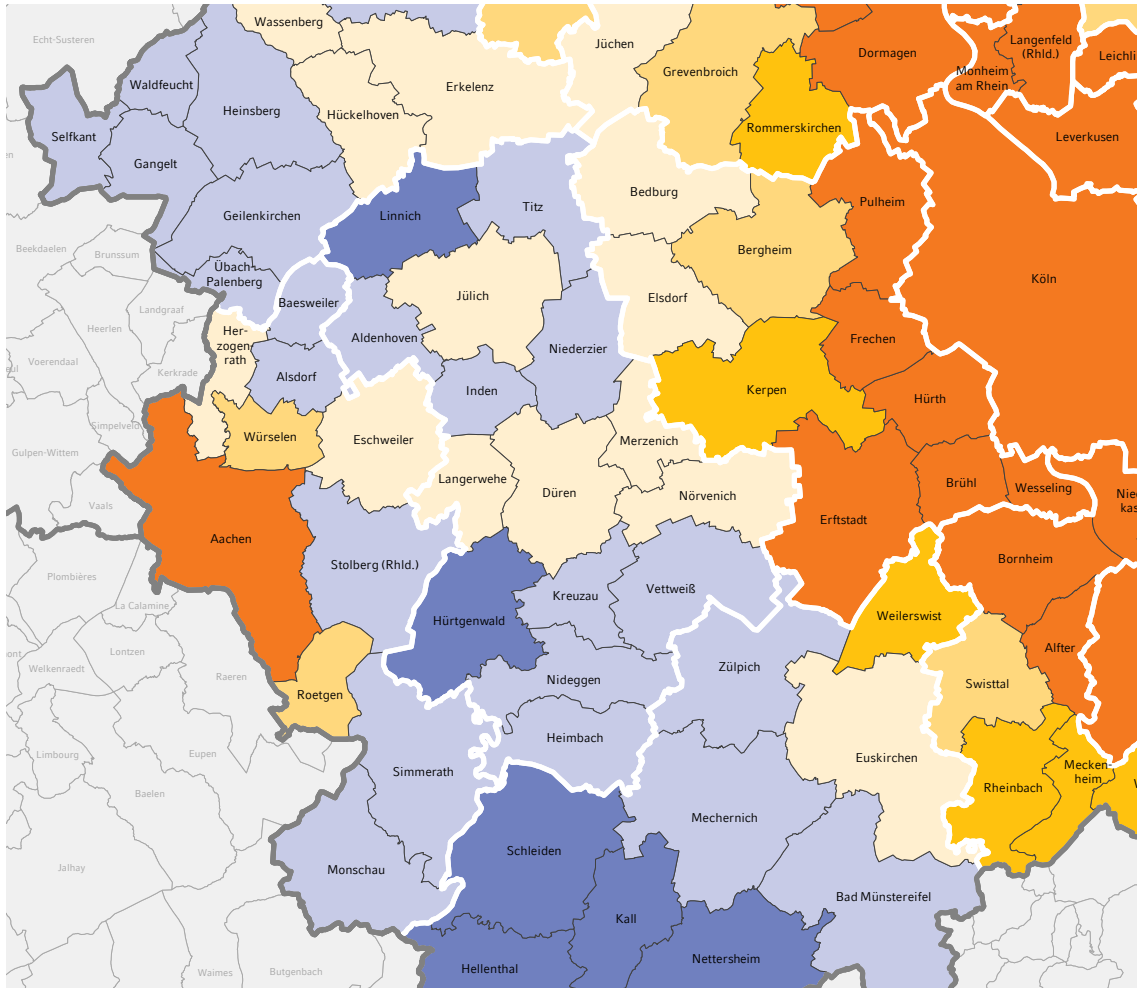 Echt-Susteren
Wassenberg
Jüchen
Dormagen
Langenfeld
(Rhld.)
Monheim
am Rhein
Waldfeucht
Erkelenz
Grevenbroich
Heinsberg
Hückelhoven
Rommerskirchen
Leverkusen
Selfkant
Gangelt
Bedburg
Pulheim
Geilenkirchen
Linnich
Titz
Beekdaelen
Brunssum
Bergheim
Übach-
Palenberg
Köln
Baesweiler
Jülich
Elsdorf
Landgraaf
Heerlen
Her-
zogen-
rath
Aldenhoven
Niederzier
Frechen
Voerendaal
Kerkrade
Alsdorf
Inden
Kerpen
Hürth
Simpelveld
Würselen
Eschweiler
Merzenich
Gulpen-Wittem
Langerwehe
Düren
Nörvenich
Brühl
Wesseling
Vaals
Erftstadt
Aachen
Stolberg (Rhld.)
Bornheim
Plombières
Kreuzau
Vettweiß
La Calamine
Hürtgenwald
Weilerswist
Lontzen
Alfter
Welkenraedt
Raeren
Zülpich
Nideggen
Swisttal
Roetgen
Heimbach
Limbourg
Eupen
Euskirchen
Simmerath
Mecken-
heim
Rheinbach
Baelen
Mechernich
Schleiden
Jalhay
Monschau
Bad Münstereifel
Kall
Nettersheim
Hellenthal
Waimes
Butgenbach